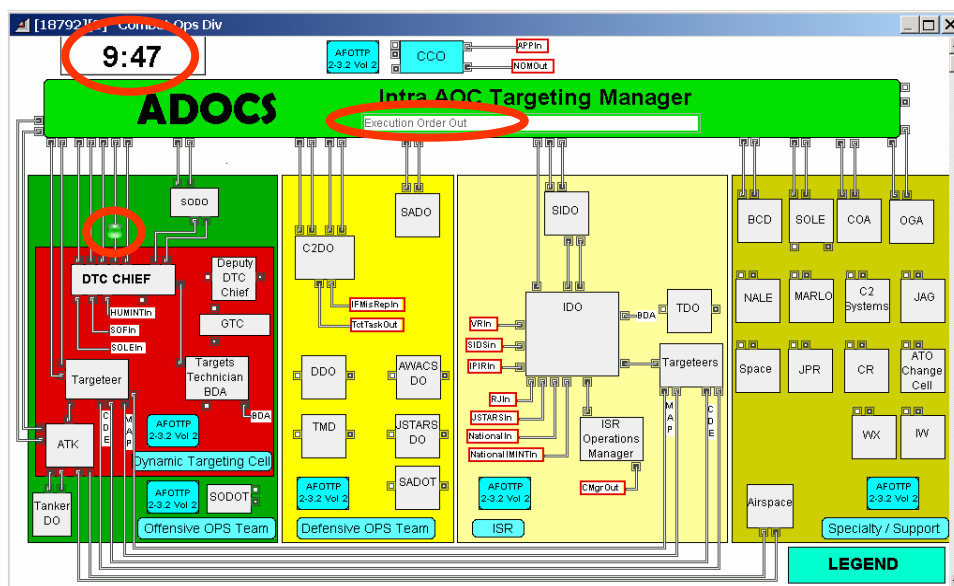 [18792][2] Combat Ops Div
9:47
AFOTTP
2-3.2 Vol 2
CCO
APPIn
NOMOut
ADOCS
Intra AOC Targeting Manager
Execution Order Out
SODO
DTC CHIEF
Deputy
DTC
Chief
HUMINTIn
SOFIn
SOLEIn
GTC
Targeteer
Targets
Technician
BDA
BDA
CDE
MAP
ATK
AFOTTP
2-3.2 Vol 2
Dynamic Targeting Cell
Tanker
DO
AFOTTP
2-3.2 Vol 2
SODOT
Offensive OPS Team
SADO
C2DO
IFMisRepIn
TctTaskOut
DDO
AWACS
DO
TMD
JSTARS
DO
AFOTTP
2-3.2 Vol 2
SADOT
Defensive OPS Team
SIDO
IDO
VRIn
SIDSin
IPIRIn
BDA
TDO
Targeteers
RJIn
JSTARSIn
NationalIn
NationalIMINTIn
MAP
CDE
ISR
Operations
Manager
CMgrOut
AFOTTP
2-3.2 Vol 2
ISR
BCD
SOLE
COA
OGA
NALE
MARLO
C2
Systems
JAG
Space
JPR
CR
ATO
Change
Cell
WX
IW
Airspace
AFOTTP
2-3.2 Vol 2
Specialty / Support
LEGEND